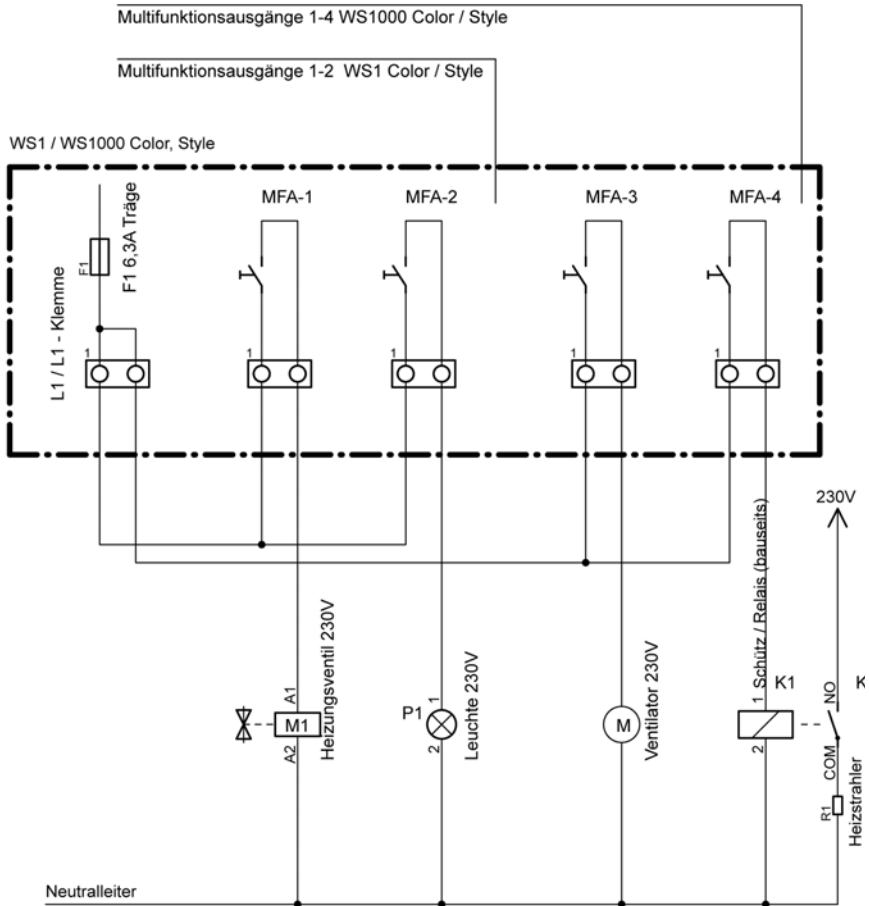 Multifunktionsausgänge 1-4 WS1000 Color / Style
Multifunktionsausgänge 1-2 WS1 Color / Style
WS1 / WS1000 Color, Style
MFA-1
MFA-2
MFA-3
MFA-4
F1
F1 6,3A Träge
L1 / L1 - Klemme
1
1
1
1
1
230V
A1
M1
A2
Heizungsventil 230V
P1
1
2
Leuchte 230V
M
Ventilator 230V
Schütz / Relais (bauseits)
1
2
K1
NO
K
COM
R1
Heizstrahler
Neutralleiter